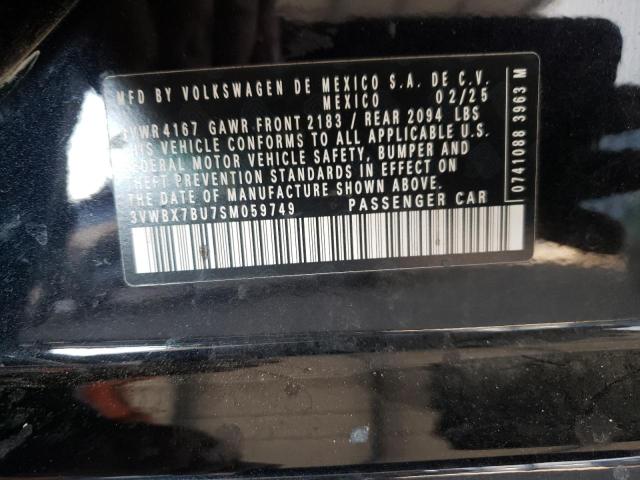 MFD BY VOLKSWAGEN DE MEXICO S.A. DE C.V.
MEXICO 02/25
GVWR 4167 GAWR FRONT 2183 / REAR 2094 LBS
THIS VEHICLE CONFORMS TO ALL APPLICABLE U.S.
FEDERAL MOTOR VEHICLE SAFETY, BUMPER AND
THEFT PREVENTION STANDARDS IN EFFECT ON
THE DATE OF MANUFACTURE SHOWN ABOVE.
3VWBX7BU7SM059749 PASSENGER CAR
0741088 3963 M